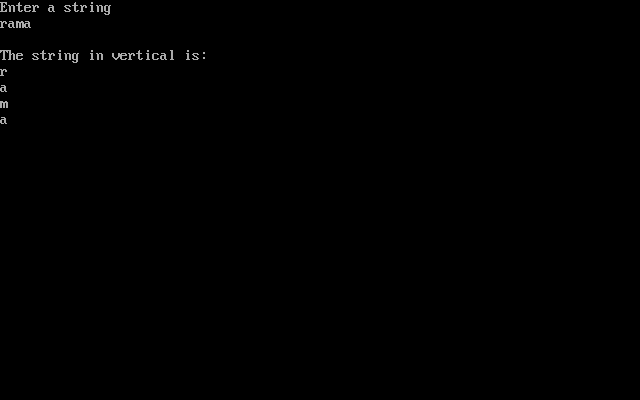 Enter a string
rama
The string in vertical is:
r
a
m
a